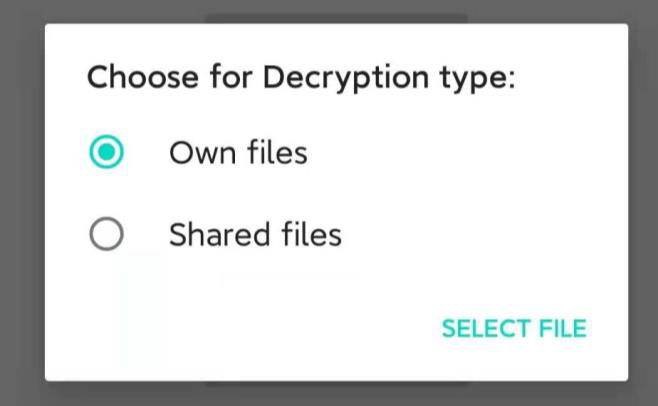 Choose for Decryption type:
Own files
Shared files
SELECT FILE